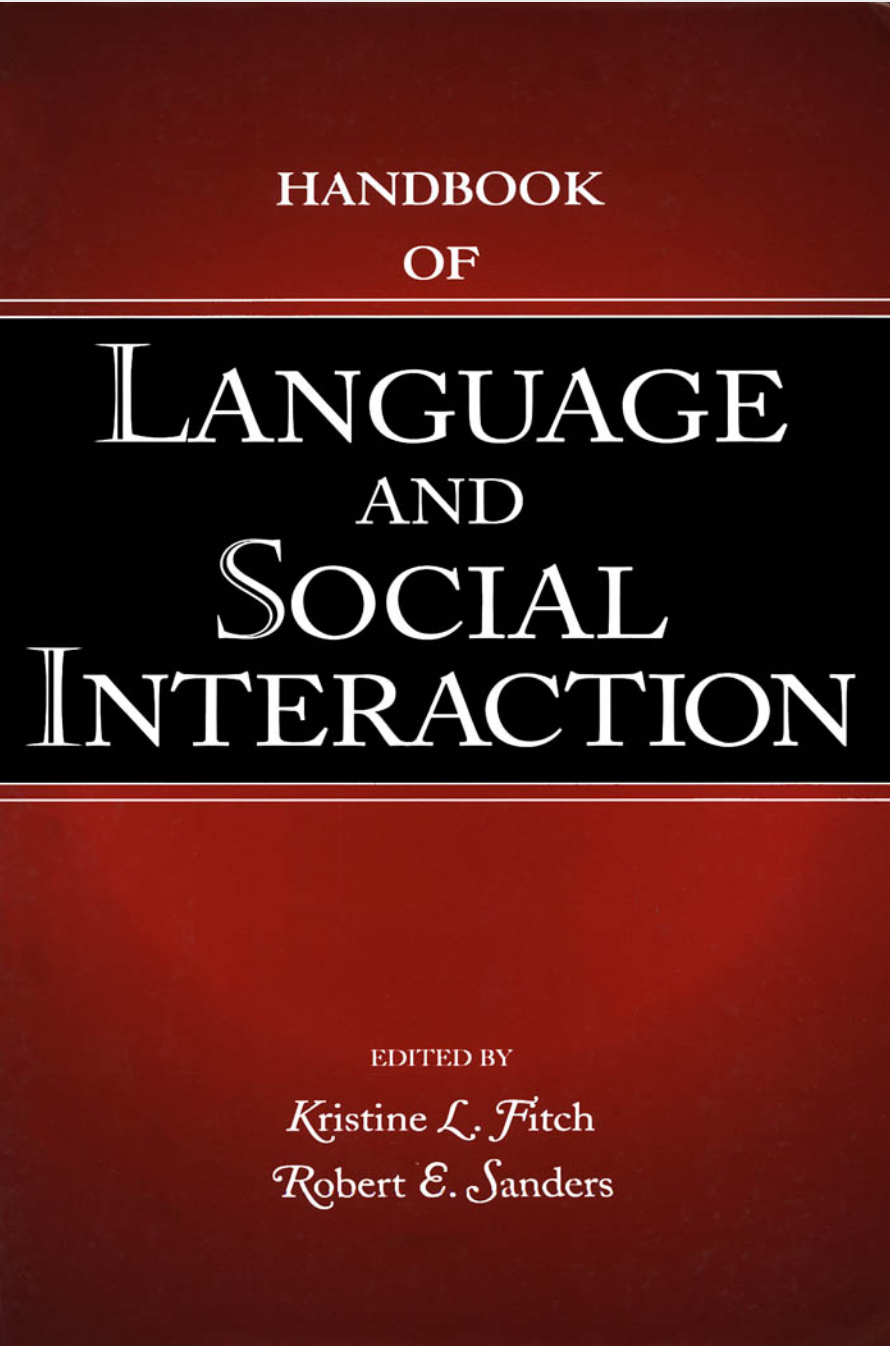 HANDBOOK
OF
LANGUAGE
AND
SOCIAL
INTERACTION
EDITED BY
Kristine L. Fitch
Robert E. Sanders